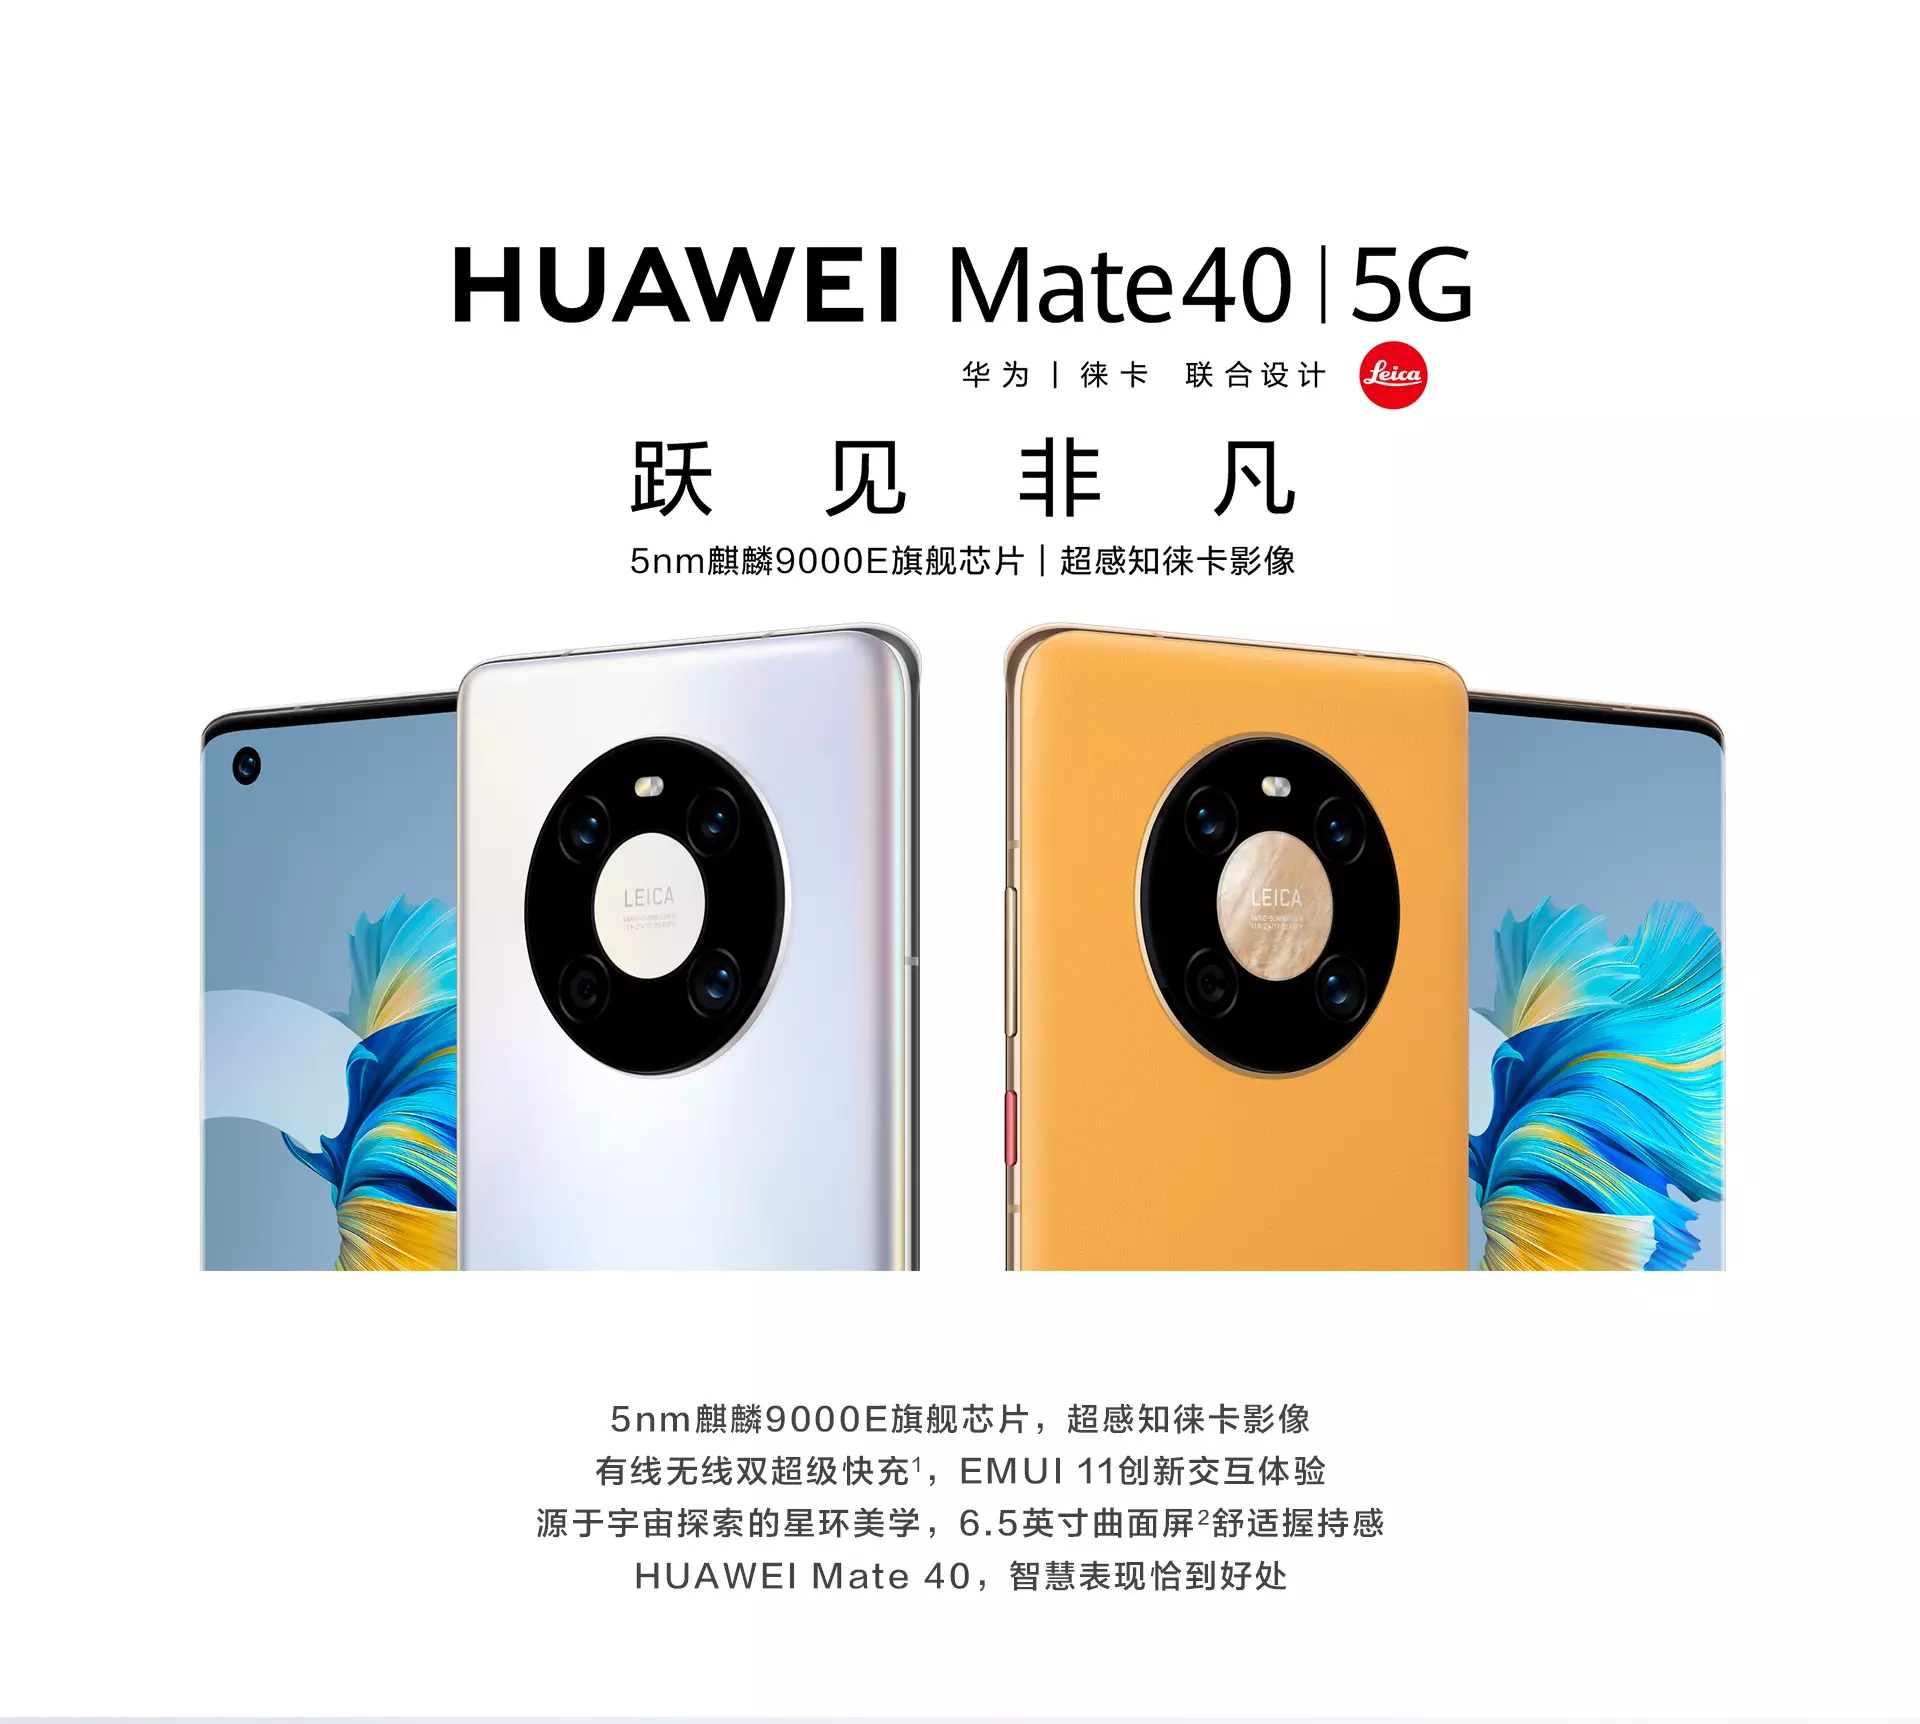 HUAWEI Mate40 | 5G
华为 | 徕卡 联合设计 Leica
跃见非凡
5nm麒麟9000E旗舰芯片 | 超感知徕卡影像
LEICA
LEICA
5nm麒麟9000E旗舰芯片，超感知徕卡影像
有线无线双超级快充¹，EMUI 11创新交互体验
源于宇宙探索的星环美学，6.5英寸曲面屏²舒适握持感
HUAWEI Mate 40，智慧表现恰到好处